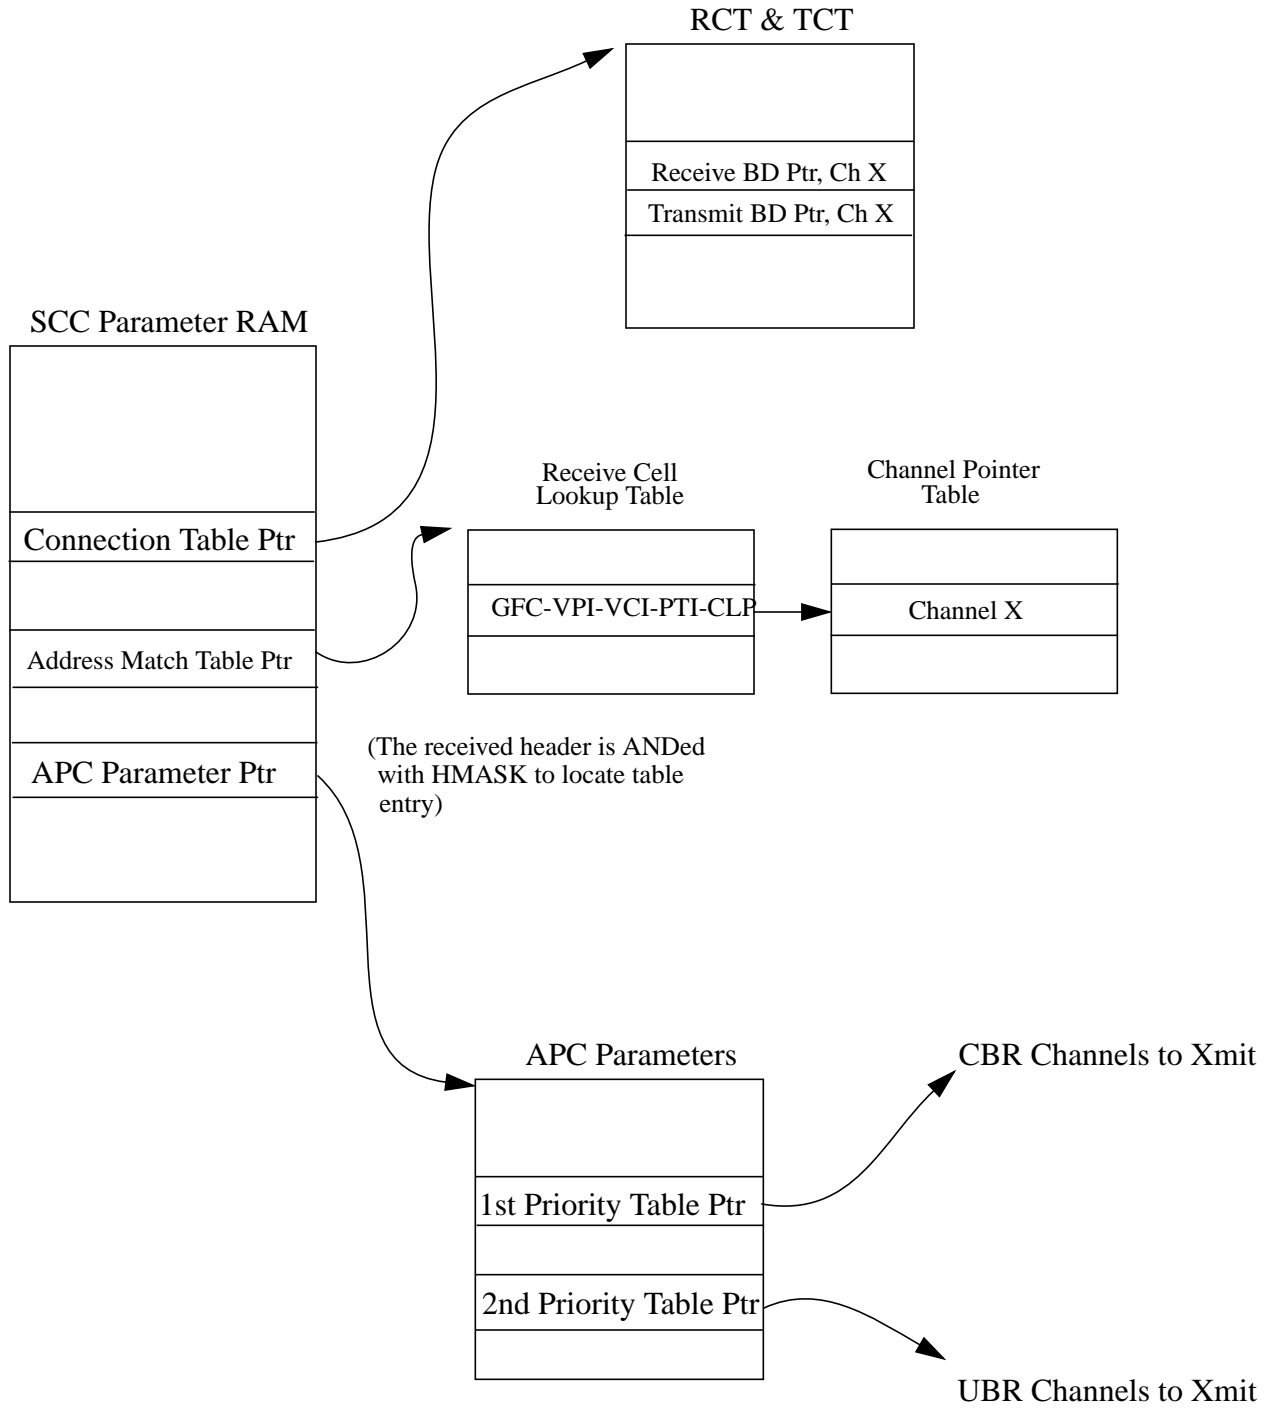 RCT & TCT
Receive BD Ptr, Ch X
Transmit BD Ptr, Ch X
SCC Parameter RAM
Connection Table Ptr
Address Match Table Ptr
APC Parameter Ptr
Receive Cell
Lookup Table
GFC-VPI-VCI-PTI-CLP
Channel Pointer
Table
Channel X
(The received header is ANDed
with HMASK to locate table
entry)
APC Parameters
1st Priority Table Ptr
2nd Priority Table Ptr
CBR Channels to Xmit
UBR Channels to Xmit